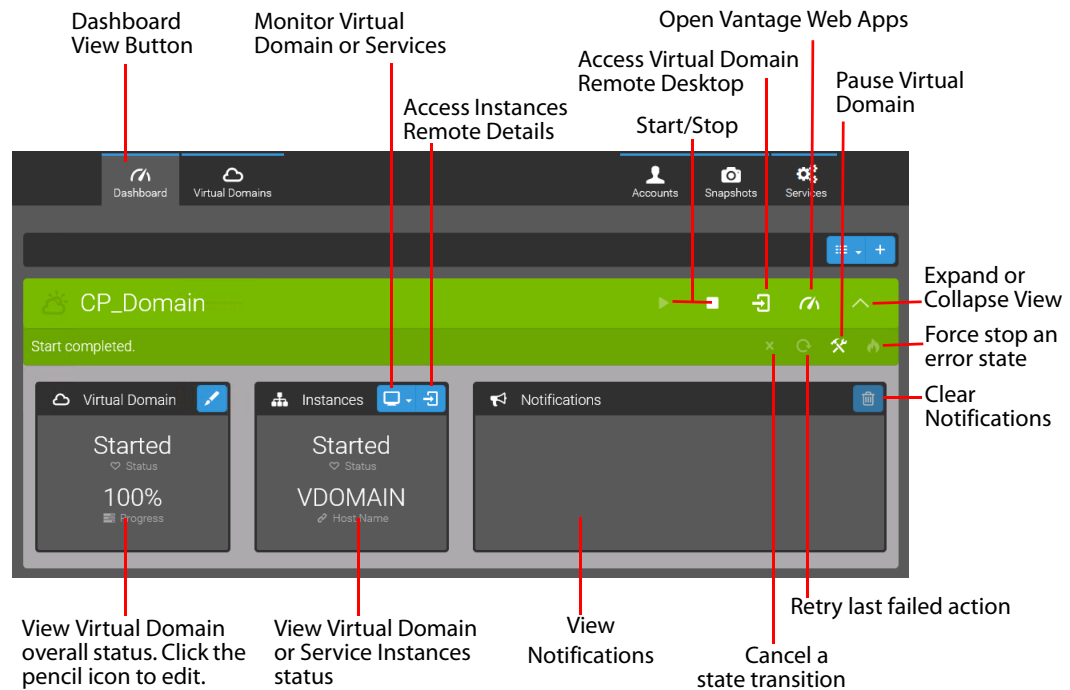 Dashboard
View Button
Monitor Virtual
Domain or Services
Open Vantage Web Apps
Access Virtual Domain
Remote Desktop
Pause Virtual
Domain
Access Instances
Remote Details
Start/Stop
Dashboard
Virtual Domains
Accounts
Snapshots
Services
CP_Domain
Expand or
Collapse View
Start completed.
Force stop an
error state
Virtual Domain
Instances
Notifications
Clear
Notifications
Started
Status
100%
Progress
Started
Status
VDOMAIN
Host Name
View Virtual Domain
overall status. Click the
pencil icon to edit.
View Virtual Domain
or Service Instances
status
View
Notifications
Retry last failed action
Cancel a
state transition